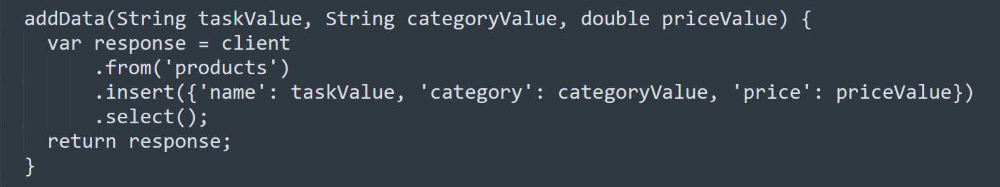 addData(String taskValue, String categoryValue, double priceValue) {
  var response = client
      .from('products')
      .insert({'name': taskValue, 'category': categoryValue, 'price': priceValue})
      .select();
  return response;
}